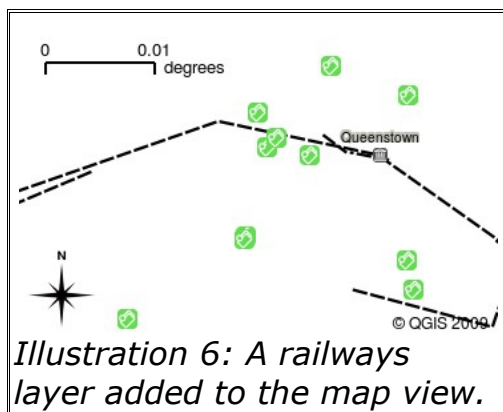 0 0.01
degrees
Queenstown
N
© QGIS 2009
Illustration 6: A railways
layer added to the map view.